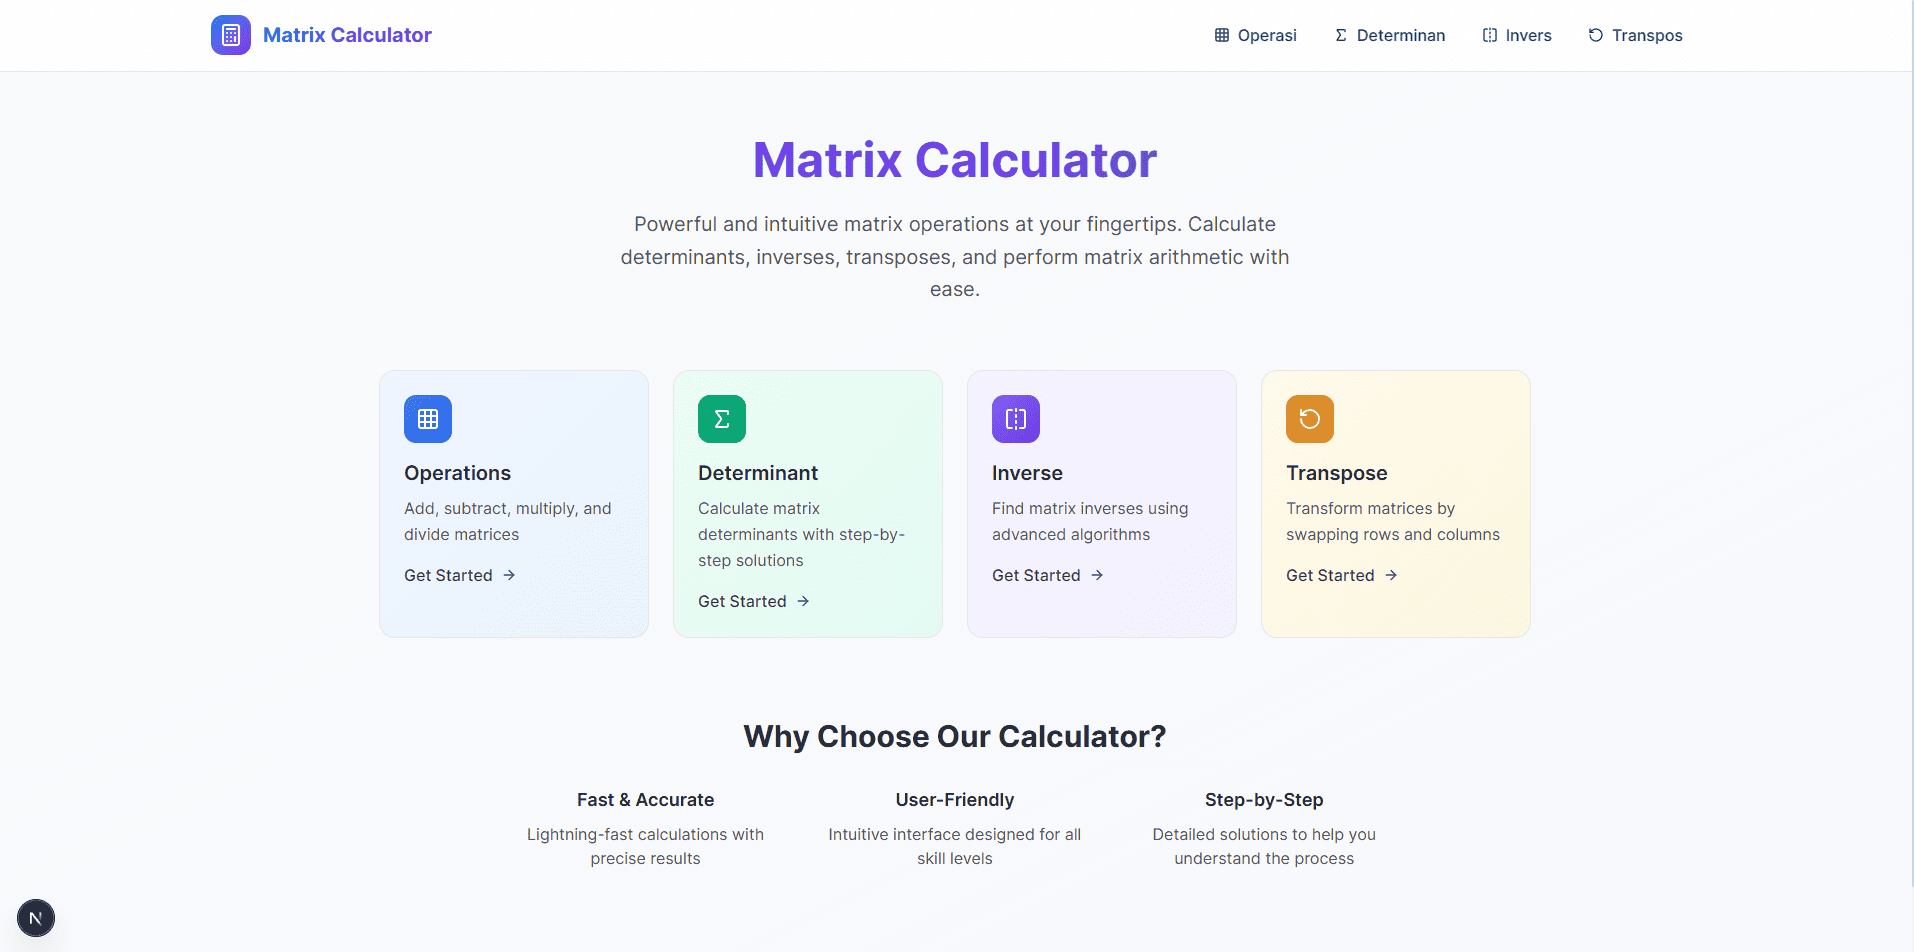 Matrix Calculator
Operasi
Determinan
Invers
Transpos
Matrix Calculator
Powerful and intuitive matrix operations at your fingertips. Calculate
determinants, inverses, transposes, and perform matrix arithmetic with
ease.
Operations
Add, subtract, multiply, and
divide matrices
Get Started
Determinant
Calculate matrix
determinants with step-by-
step solutions
Get Started
Inverse
Find matrix inverses using
advanced algorithms
Get Started
Transpose
Transform matrices by
swapping rows and columns
Get Started
Why Choose Our Calculator?
Fast & Accurate
Lightning-fast calculations with
precise results
User-Friendly
Intuitive interface designed for all
skill levels
Step-by-Step
Detailed solutions to help you
understand the process
N